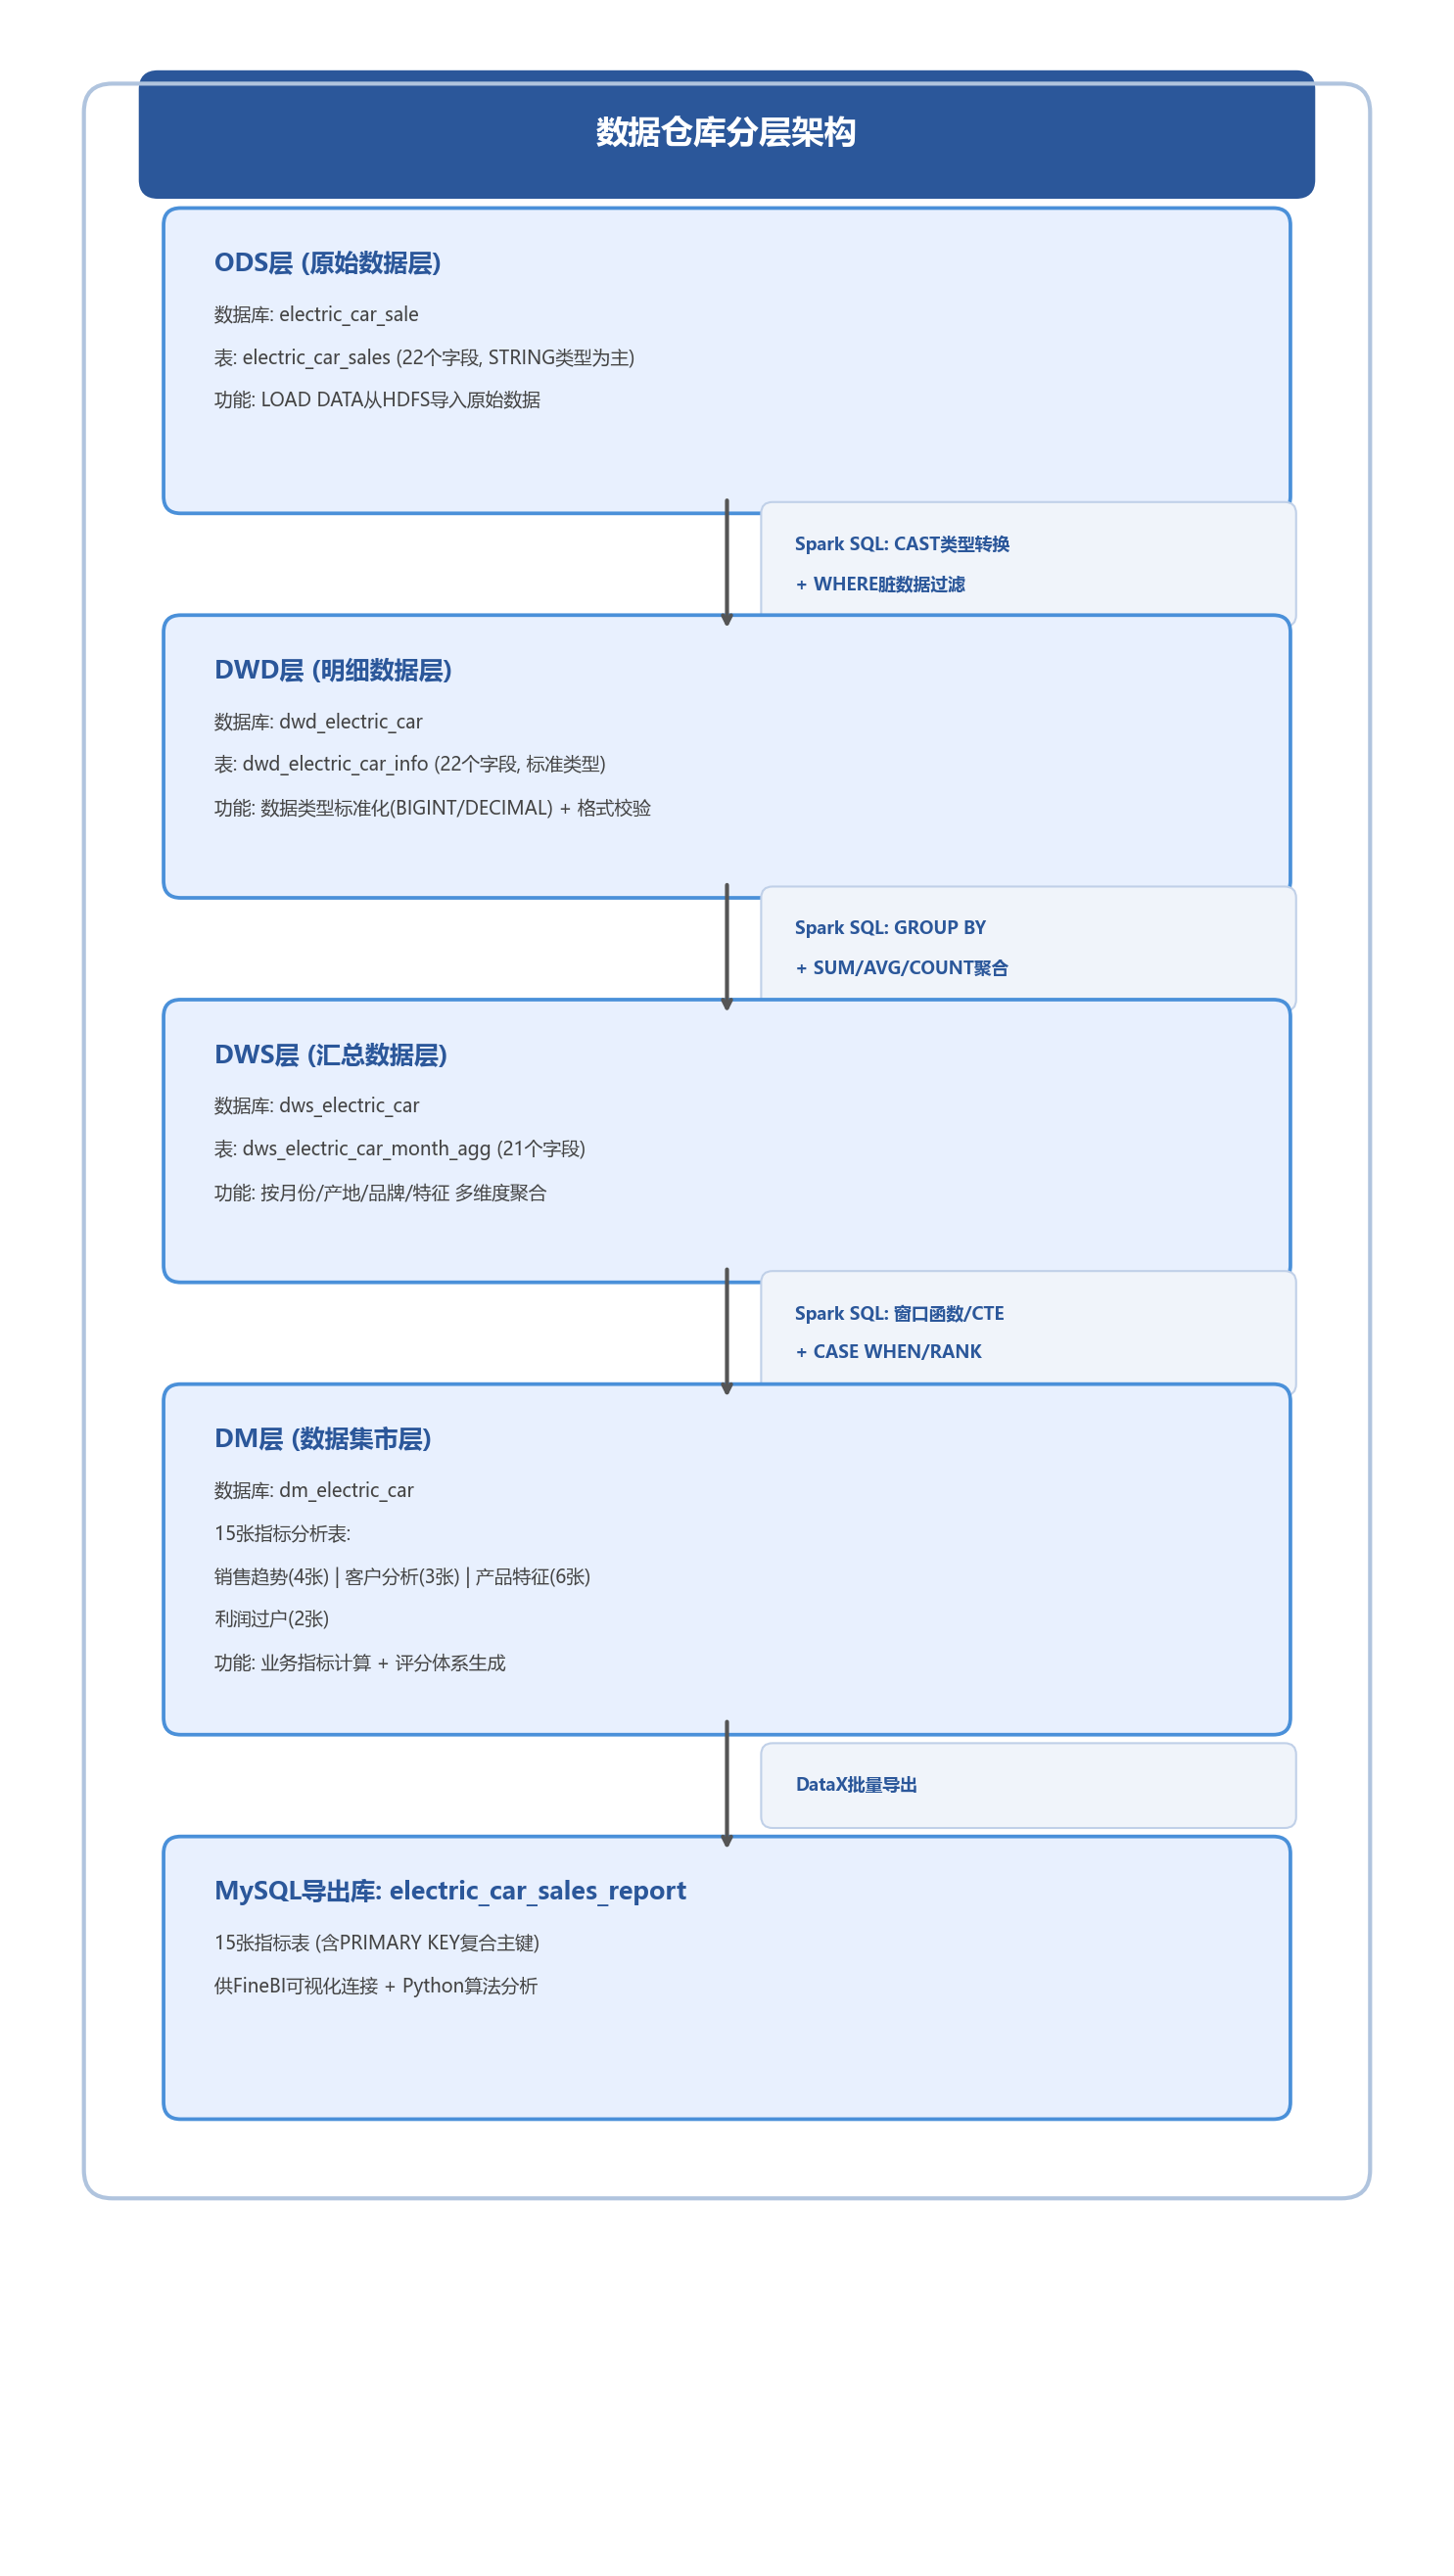 数据仓库分层架构
ODS层 (原始数据层)
数据库: electric_car_sale
表: electric_car_sales (22个字段, STRING类型为主)
功能: LOAD DATA从HDFS导入原始数据
Spark SQL: CAST类型转换
+ WHERE脏数据过滤
DWD层 (明细数据层)
数据库: dwd_electric_car
表: dwd_electric_car_info (22个字段, 标准类型)
功能: 数据类型标准化(BIGINT/DECIMAL) + 格式校验
Spark SQL: GROUP BY
+ SUM/AVG/COUNT聚合
DWS层 (汇总数据层)
数据库: dws_electric_car
表: dws_electric_car_month_agg (21个字段)
功能: 按月份/产地/品牌/特征 多维度聚合
Spark SQL: 窗口函数/CTE
+ CASE WHEN/RANK
DM层 (数据集市层)
数据库: dm_electric_car
15张指标分析表:
销售趋势(4张) | 客户分析(3张) | 产品特征(6张)
利润过户(2张)
功能: 业务指标计算 + 评分体系生成
DataX批量导出
MySQL导出库: electric_car_sales_report
15张指标表 (含PRIMARY KEY复合主键)
供FineBI可视化连接 + Python算法分析